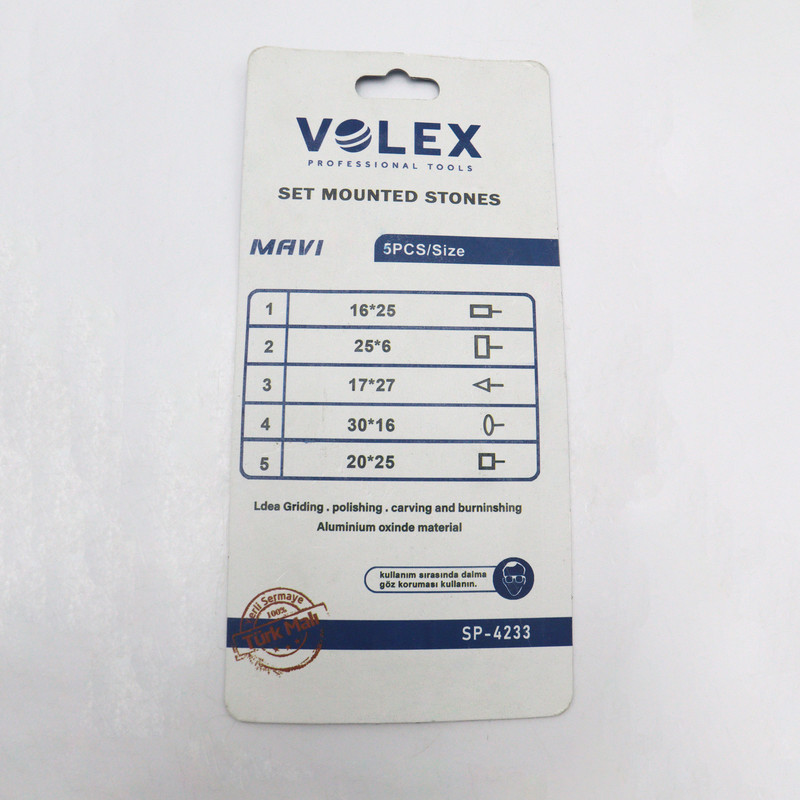 VOLEX
PROFESSIONAL TOOLS
SET MOUNTED STONES
MAVI
5PCS/Size
1 16*25
2 25*6
3 17*27
4 30*16
5 20*25
Ldea Griding . polishing . carving and burninshing
Aluminium oxinde material
kullanım sırasında dalma
göz koruması kullanın.
Yerli Sermaye
100%
Türk Malı
SP-4233